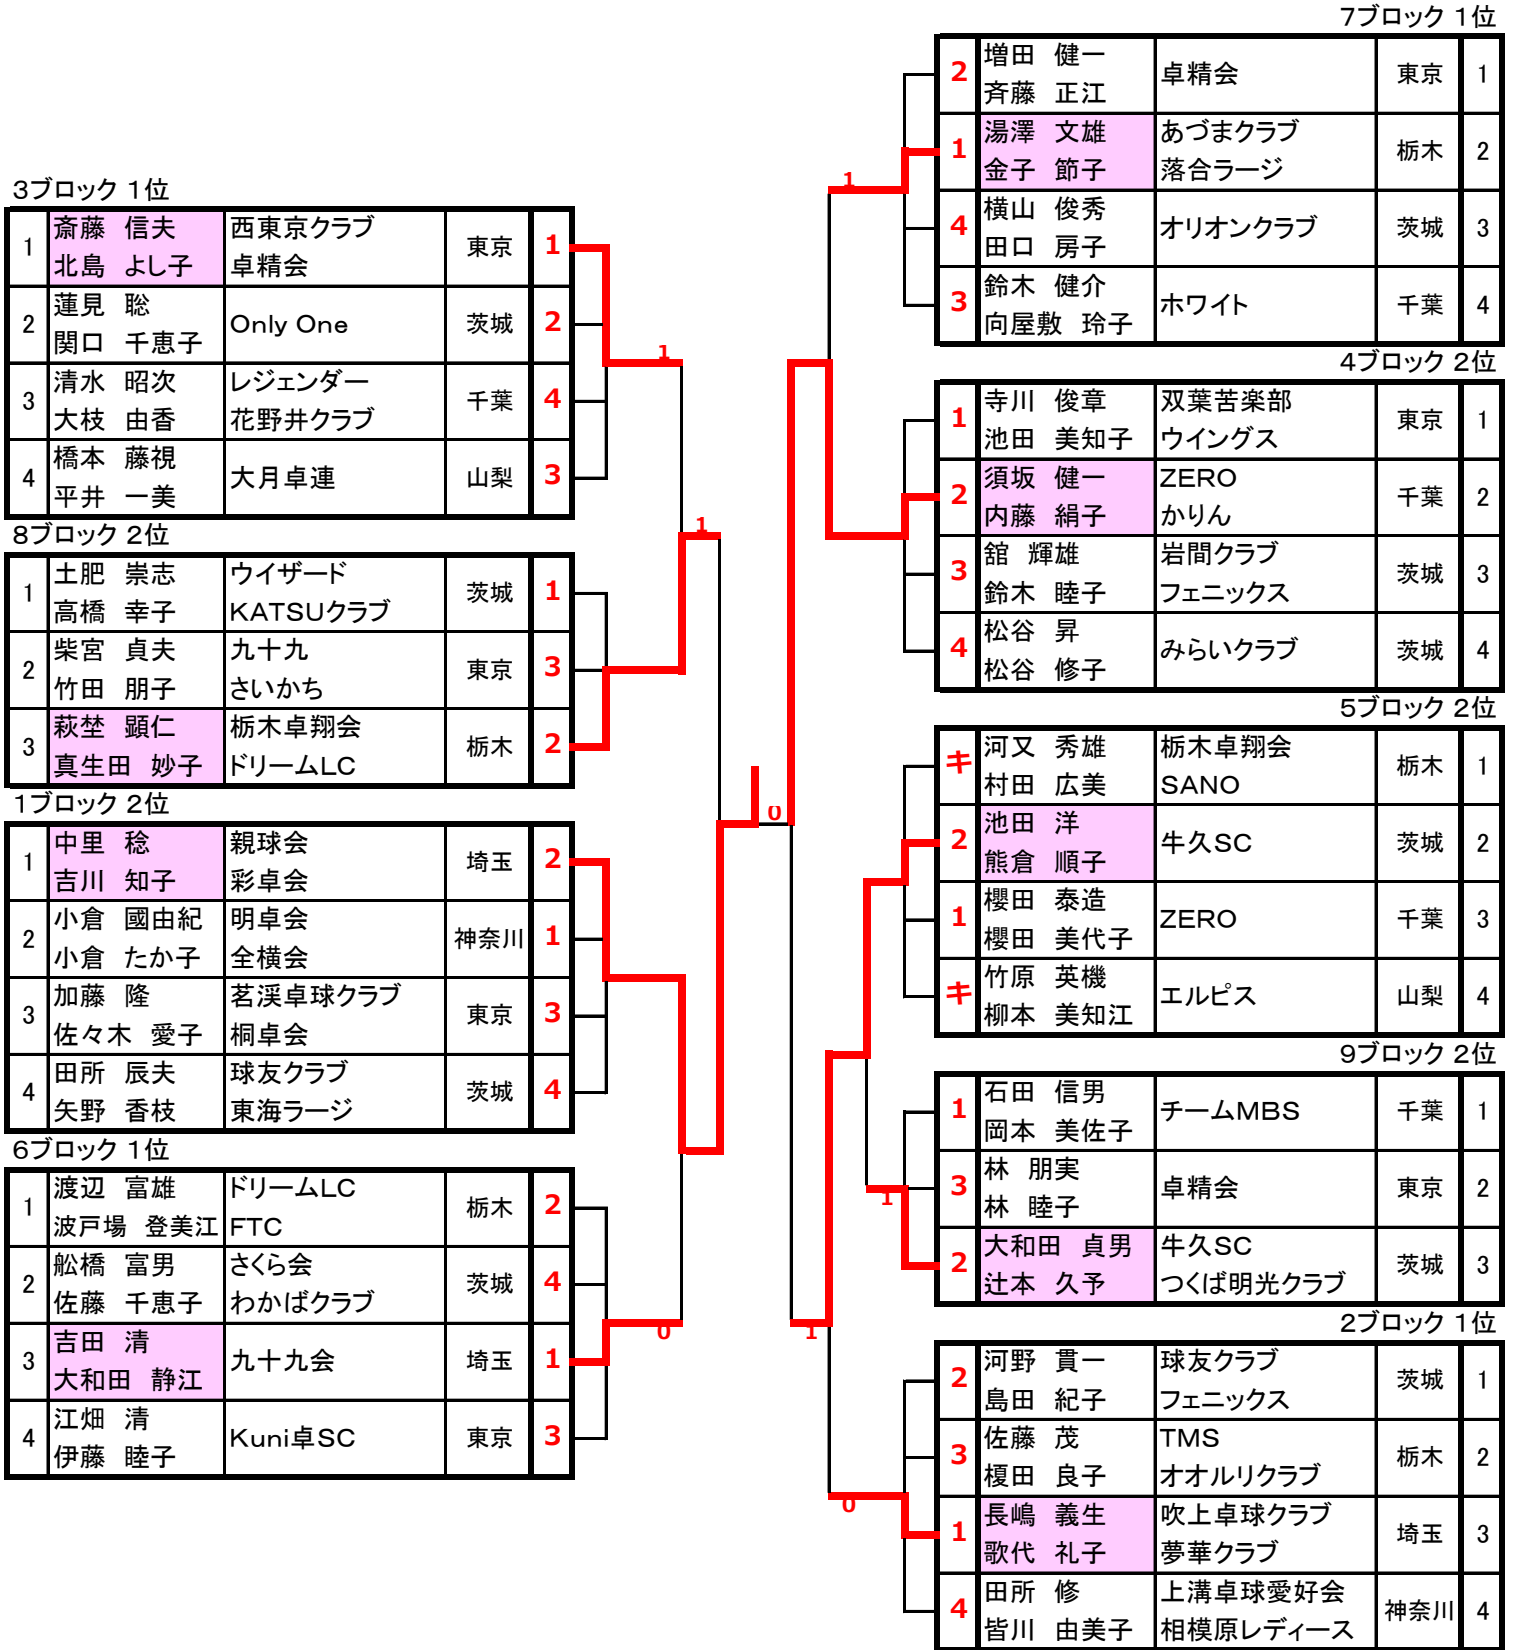 3ブロック 1位
1 斎藤 信夫 西東京クラブ 東京 1
北島 よし子 卓精会
2 蓮見 聡 Only One 茨城 2
関口 千恵子
3 清水 昭次 レジェンダー 千葉 4
大枝 由香 花野井クラブ
4 橋本 藤視 大月卓連 山梨 3
平井 一美
8ブロック 2位
1 土肥 崇志 ウイザード 茨城 1
高橋 幸子 KATSUクラブ
2 柴宮 貞夫 九十九 東京 3
竹田 朋子 さいかち
3 萩埜 顕仁 栃木卓翔会 栃木 2
真生田 妙子 ドリームLC
1ブロック 2位
1 中里 稔 親球会 埼玉 2
吉川 知子 彩卓会
2 小倉 國由紀 明卓会 神奈川 1
小倉 たか子 全横会
3 加藤 隆 茗渓卓球クラブ 東京 3
佐々木 愛子 桐卓会
4 田所 辰夫 球友クラブ 茨城 4
矢野 香枝 東海ラージ
6ブロック 1位
1 渡辺 富雄 ドリームLC 栃木 2
波戸場 登美江 FTC
2 舩橋 富男 さくら会 茨城 4
佐藤 千恵子 わかばクラブ
3 吉田 清 九十九会 埼玉 1
大和田 静江
4 江畑 清 Kuni卓SC 東京 3
伊藤 睦子
1
1
0
0
1
1
1
0
7ブロック 1位
2 増田 健一 卓精会 東京 1
斉藤 正江
1 湯澤 文雄 あづまクラブ 栃木 2
金子 節子 落合ラージ
4 横山 俊秀 オリオンクラブ 茨城 3
田口 房子
3 鈴木 健介 ホワイト 千葉 4
向屋敷 玲子
4ブロック 2位
1 寺川 俊章 双葉苦楽部 東京 1
池田 美知子 ウイングス
2 須坂 健一 ZERO 千葉 2
内藤 絹子 かりん
3 舘 輝雄 岩間クラブ 茨城 3
鈴木 睦子 フェニックス
4 松谷 昇 みらいクラブ 茨城 4
松谷 修子
5ブロック 2位
キ 河又 秀雄 栃木卓翔会 栃木 1
村田 広美 SANO
2 池田 洋 牛久SC 茨城 2
熊倉 順子
1 櫻田 泰造 ZERO 千葉 3
櫻田 美代子
キ 竹原 英機 エルピス 山梨 4
柳本 美知江
9ブロック 2位
1 石田 信男 チームMBS 千葉 1
岡本 美佐子
3 林 朋実 卓精会 東京 2
林 睦子
2 大和田 貞男 牛久SC 茨城 3
辻本 久予 つくば明光クラブ
2ブロック 1位
2 河野 貫一 球友クラブ 茨城 1
島田 紀子 フェニックス
3 佐藤 茂 TMS 栃木 2
榎田 良子 オオルリクラブ
1 長嶋 義生 吹上卓球クラブ 埼玉 3
歌代 礼子 夢華クラブ
4 田所 修 上溝卓球愛好会 神奈川 4
皆川 由美子 相模原レディース